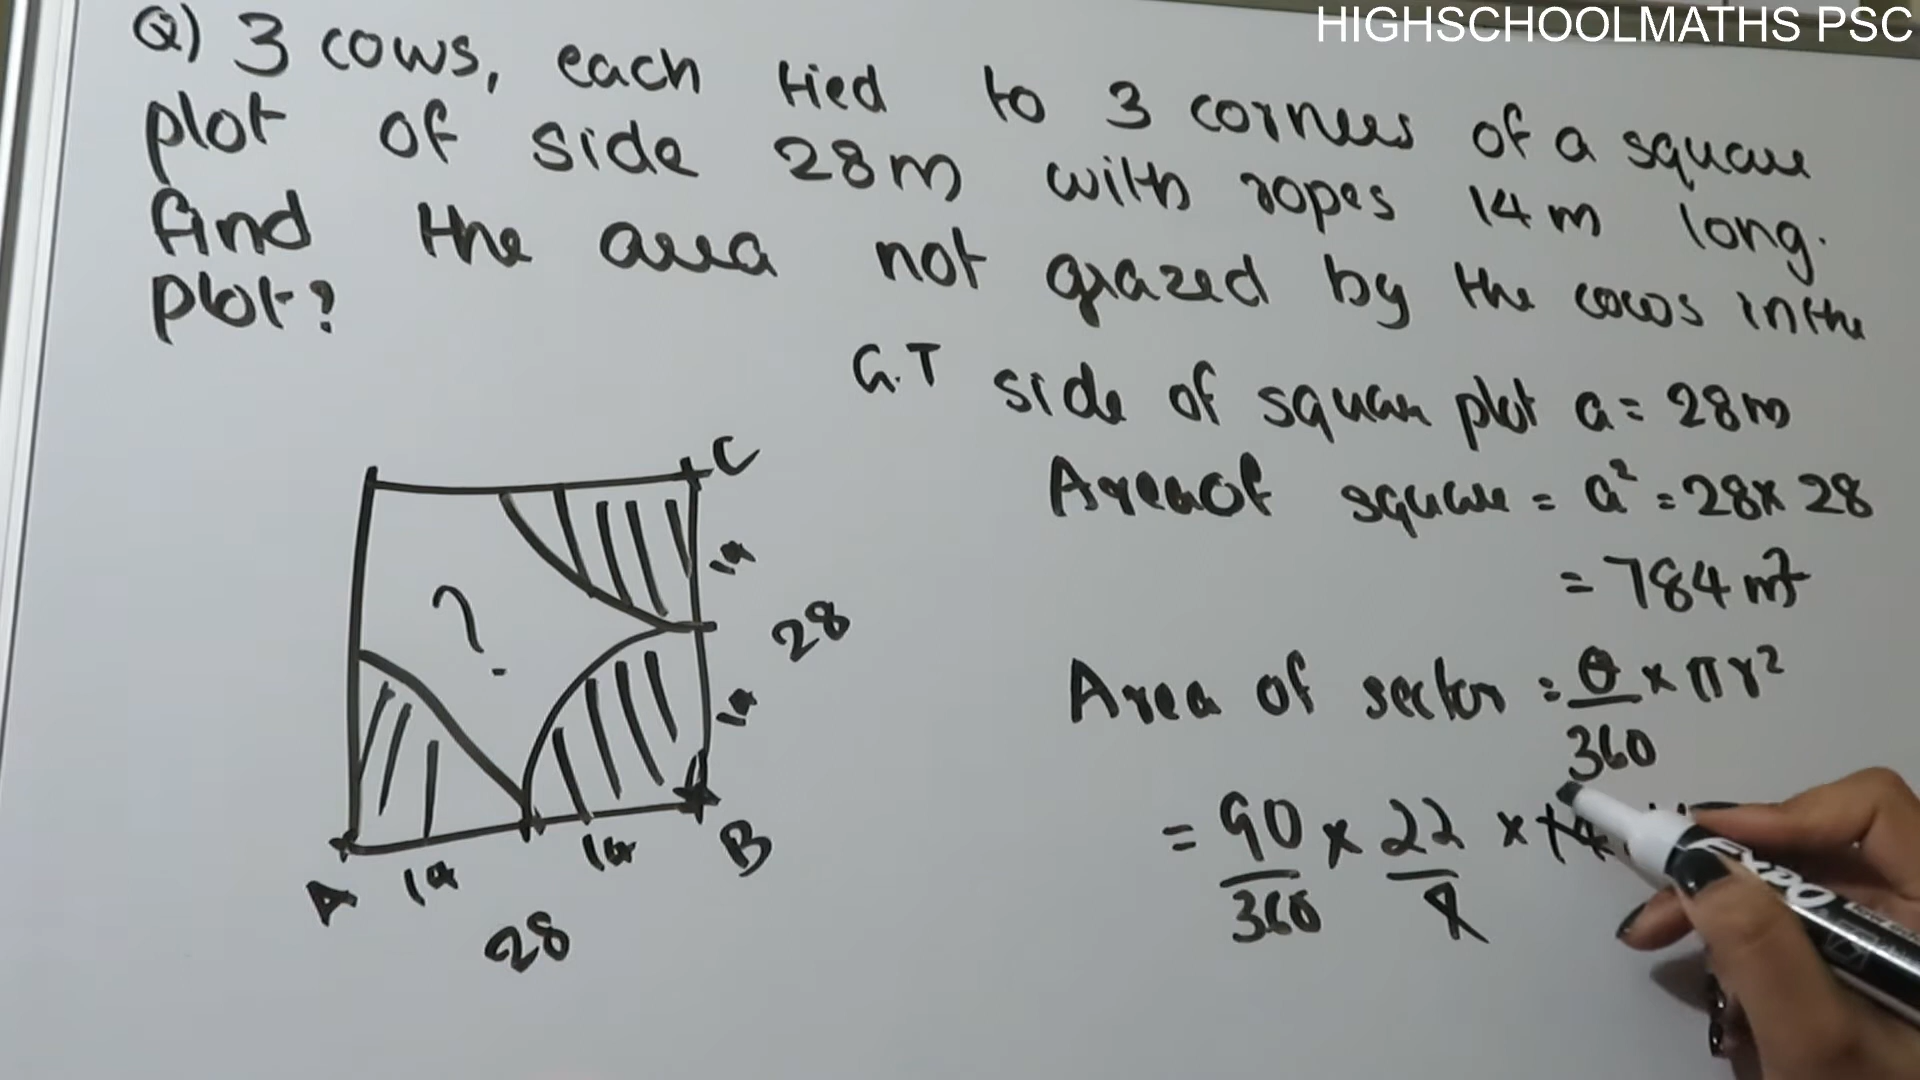 HIGHSCHOOLMATHS PSC
Q) 3 cows, each tied to 3 corners of a square
plot of side 28m with ropes 14m long.
find the area not grazed by the cows in the
plot?
G.T side of square plot a = 28m
Area of square = a² = 28 x 28
= 784 m²
Area of sector = θ/360 x πr²
= 90/360 x 22/7 x 14
C
14
28
14
?
A
14
14
B
28